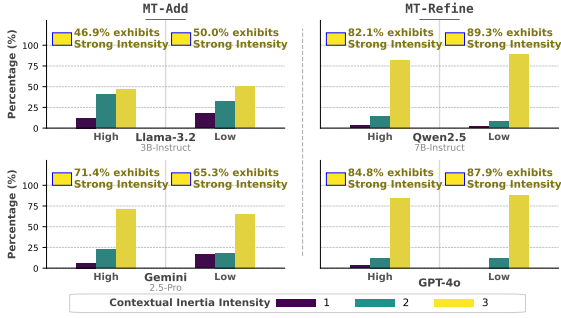 MT-Add
MT-Refine
Percentage (%)
100
75
50
25
0
46.9% exhibits
Strong Intensity
50.0% exhibits
Strong Intensity
82.1% exhibits
Strong Intensity
89.3% exhibits
Strong Intensity
High
Llama-3.2
3B-Instruct
Low
High
Qwen2.5
7B-Instruct
Low
Percentage (%)
100
75
50
25
0
71.4% exhibits
Strong Intensity
65.3% exhibits
Strong Intensity
84.8% exhibits
Strong Intensity
87.9% exhibits
Strong Intensity
High
Gemini
2.5-Pro
Low
High
GPT-4o
Low
Contextual Inertia Intensity 1 2 3